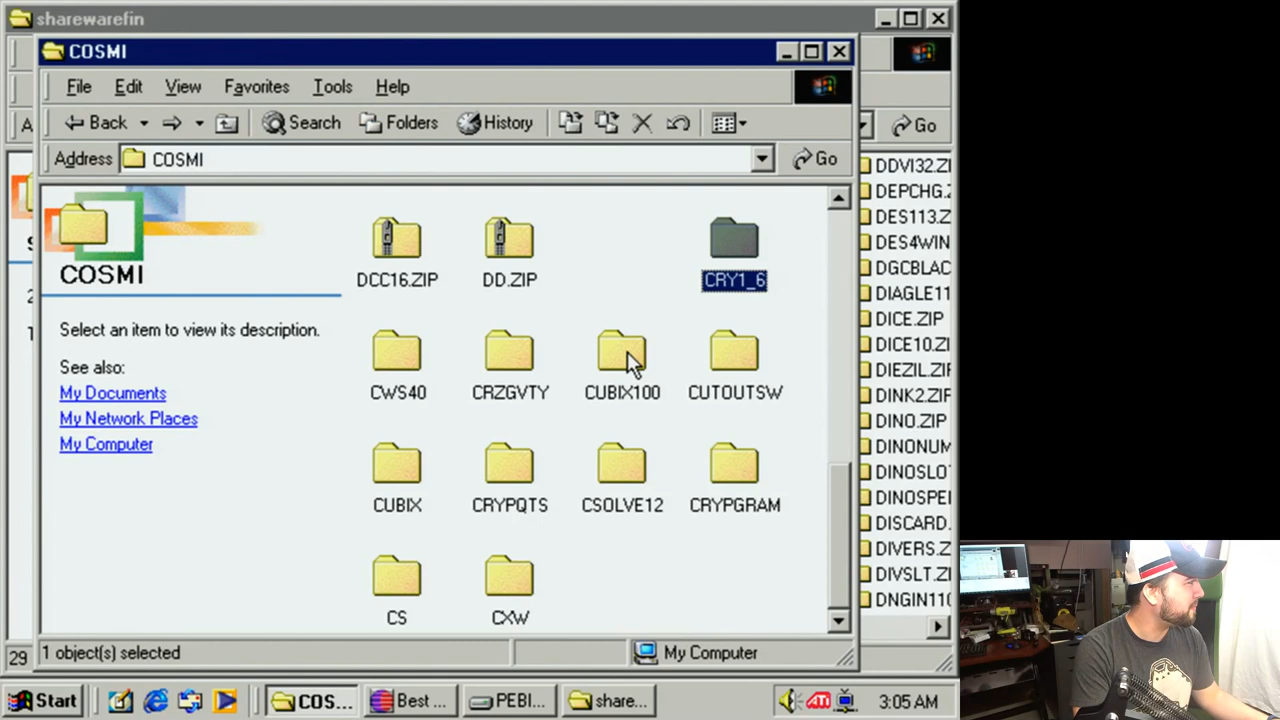 sharewarefin
COSMI
File Edit View Favorites Tools Help
Back Search Folders History
Go
Address COSMI Go
COSMI
Select an item to view its description.
See also:
My Documents
My Network Places
My Computer
DCC16.ZIP DD.ZIP CRY1_6
CWS40 CRZGVTY CUBIX100 CUTOUTSW
CUBIX CRYPQTS CSOLVE12 CRYPGRAM
CS CXW
DDVI32.ZI
DEPCHG.Z
DES113.Z
DES4WIN
DGCBLAC
DIAGLE11
DICE.ZIP
DICE10.ZI
DIEZIL.ZIP
DINK2.ZIP
DINO.ZIP
DINONUM
DINOSLO
DINOSPE
DISCARD.
DIVERS.Z
DIVSLT.ZI
DNGIN110
29
1 object(s) selected My Computer
Start COS... Best ... PEBI... share... 3:05 AM